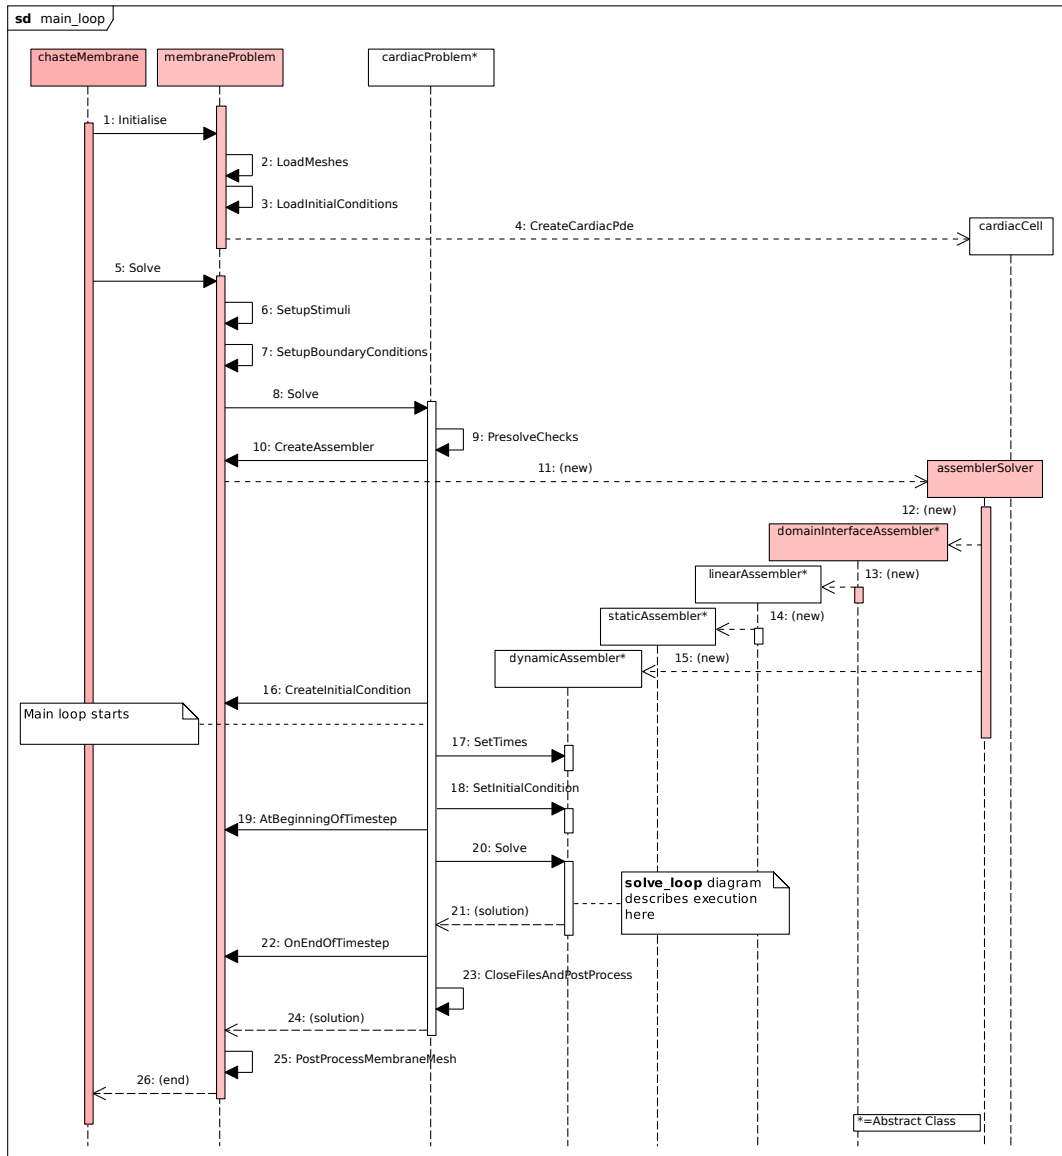 sd main_loop
chasteMembrane
membraneProblem
cardiacProblem*
1: Initialise
2: LoadMeshes
3: LoadInitialConditions
4: CreateCardiacPde
cardiacCell
5: Solve
6: SetupStimuli
7: SetupBoundaryConditions
8: Solve
9: PresolveChecks
10: CreateAssembler
11: (new)
assemblerSolver
12: (new)
domainInterfaceAssembler*
13: (new)
linearAssembler*
14: (new)
staticAssembler*
15: (new)
dynamicAssembler*
16: CreateInitialCondition
Main loop starts
17: SetTimes
18: SetInitialCondition
19: AtBeginningOfTimestep
20: Solve
solve_loop diagram
describes execution
here
21: (solution)
22: OnEndOfTimestep
23: CloseFilesAndPostProcess
24: (solution)
25: PostProcessMembraneMesh
26: (end)
*=Abstract Class